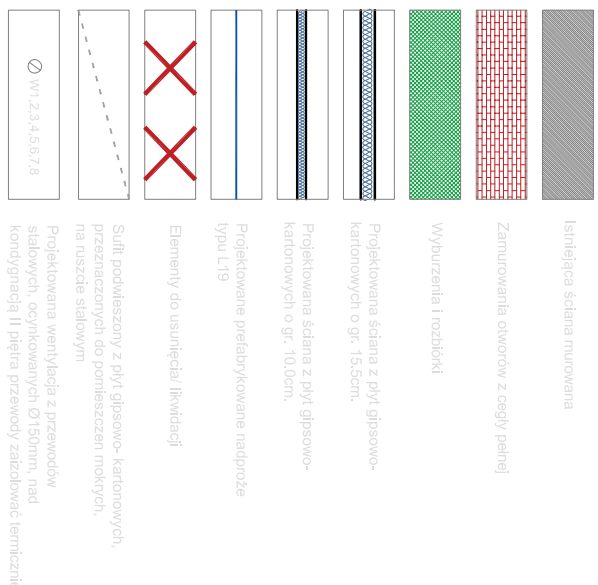 Istniejąca ściana murowana
Zamurowania otworów z cegły pełnej
Wyburzenia i rozbiórki
Projektowana ściana z płyt gipsowo-
kartonowych o gr. 15.5cm.
Projektowana ściana z płyt gipsowo-
kartonowych o gr. 10.0cm.
Projektowane prefabrykowane nadproże
typu L19
Elementy do usunięcia/ likwidacji
Sufit podwieszony z płyt gipsowo- kartonowych,
przeznaczonych do pomieszczeń mokrych,
na ruszcie stalowym
W1,2,3,4,5,6,7,8
Projektowana wentylacja z przewodów
stalowych, ocynkowanych Ø150mm, nad
kondygnacją II piętra przewody zaizolować termicznie